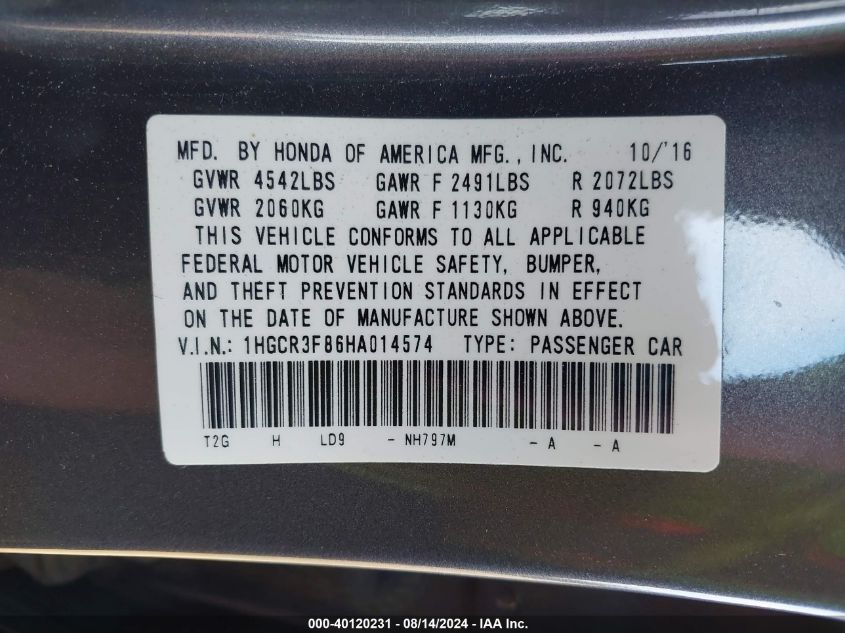 MFD. BY HONDA OF AMERICA MFG., INC. 10/'16
GVWR 4542LBS GAWR F 2491LBS R 2072LBS
GVWR 2060KG GAWR F 1130KG R 940KG
THIS VEHICLE CONFORMS TO ALL APPLICABLE
FEDERAL MOTOR VEHICLE SAFETY, BUMPER,
AND THEFT PREVENTION STANDARDS IN EFFECT
ON THE DATE OF MANUFACTURE SHOWN ABOVE.
V.I.N.: 1HGCR3F86HA014574 TYPE: PASSENGER CAR
T2G H LD9 - NH797M - A - A
000-40120231 - 08/14/2024 - IAA Inc.